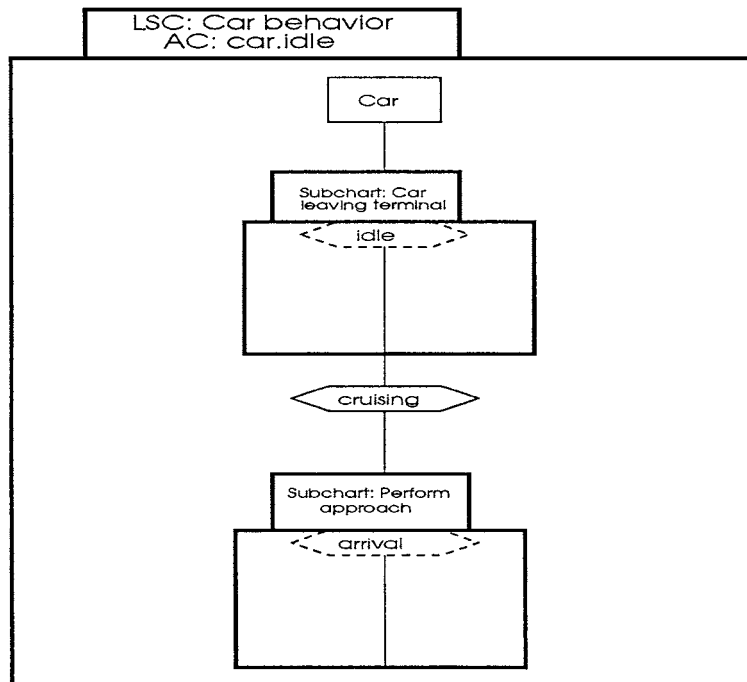 LSC: Car behavior
AC: car.idle
Car
Subchart: Car
leaving terminal
idle
cruising
Subchart: Perform
approach
arrival